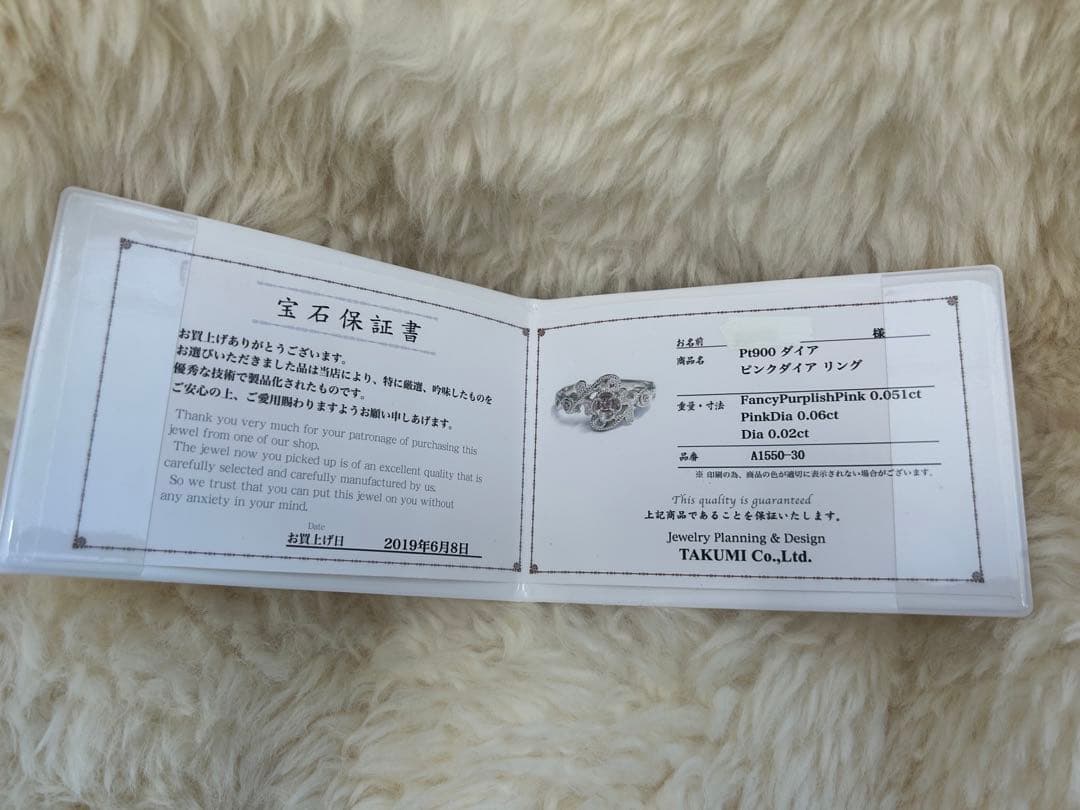 宝石保証書
お買上げありがとうございます。
お選びいただきました品は当店により、特に厳選、吟味したものを
優秀な技術で製品化されたものです。
ご安心の上、ご愛用賜わりますようお願い申しあげます。
Thank you very much for your patronage of purchasing this
jewel from one of our shop.
The jewel now you picked up is of an excellent quality that is
carefully selected and carefully manufactured by us.
So we trust that you can put this jewel on you without
any anxiety in your mind.
Date
お買上げ日 2019年6月8日
お名前 様
商品名 Pt900 ダイア
ピンクダイア リング
重量・寸法 FancyPurplishPink 0.051ct
PinkDia 0.06ct
Dia 0.02ct
品番 A1550-30
※ 印刷の為、商品の色が適切に表示されない場合がございます。
This quality is guaranteed
上記商品であることを保証いたします。
Jewelry Planning & Design
TAKUMI Co.,Ltd.